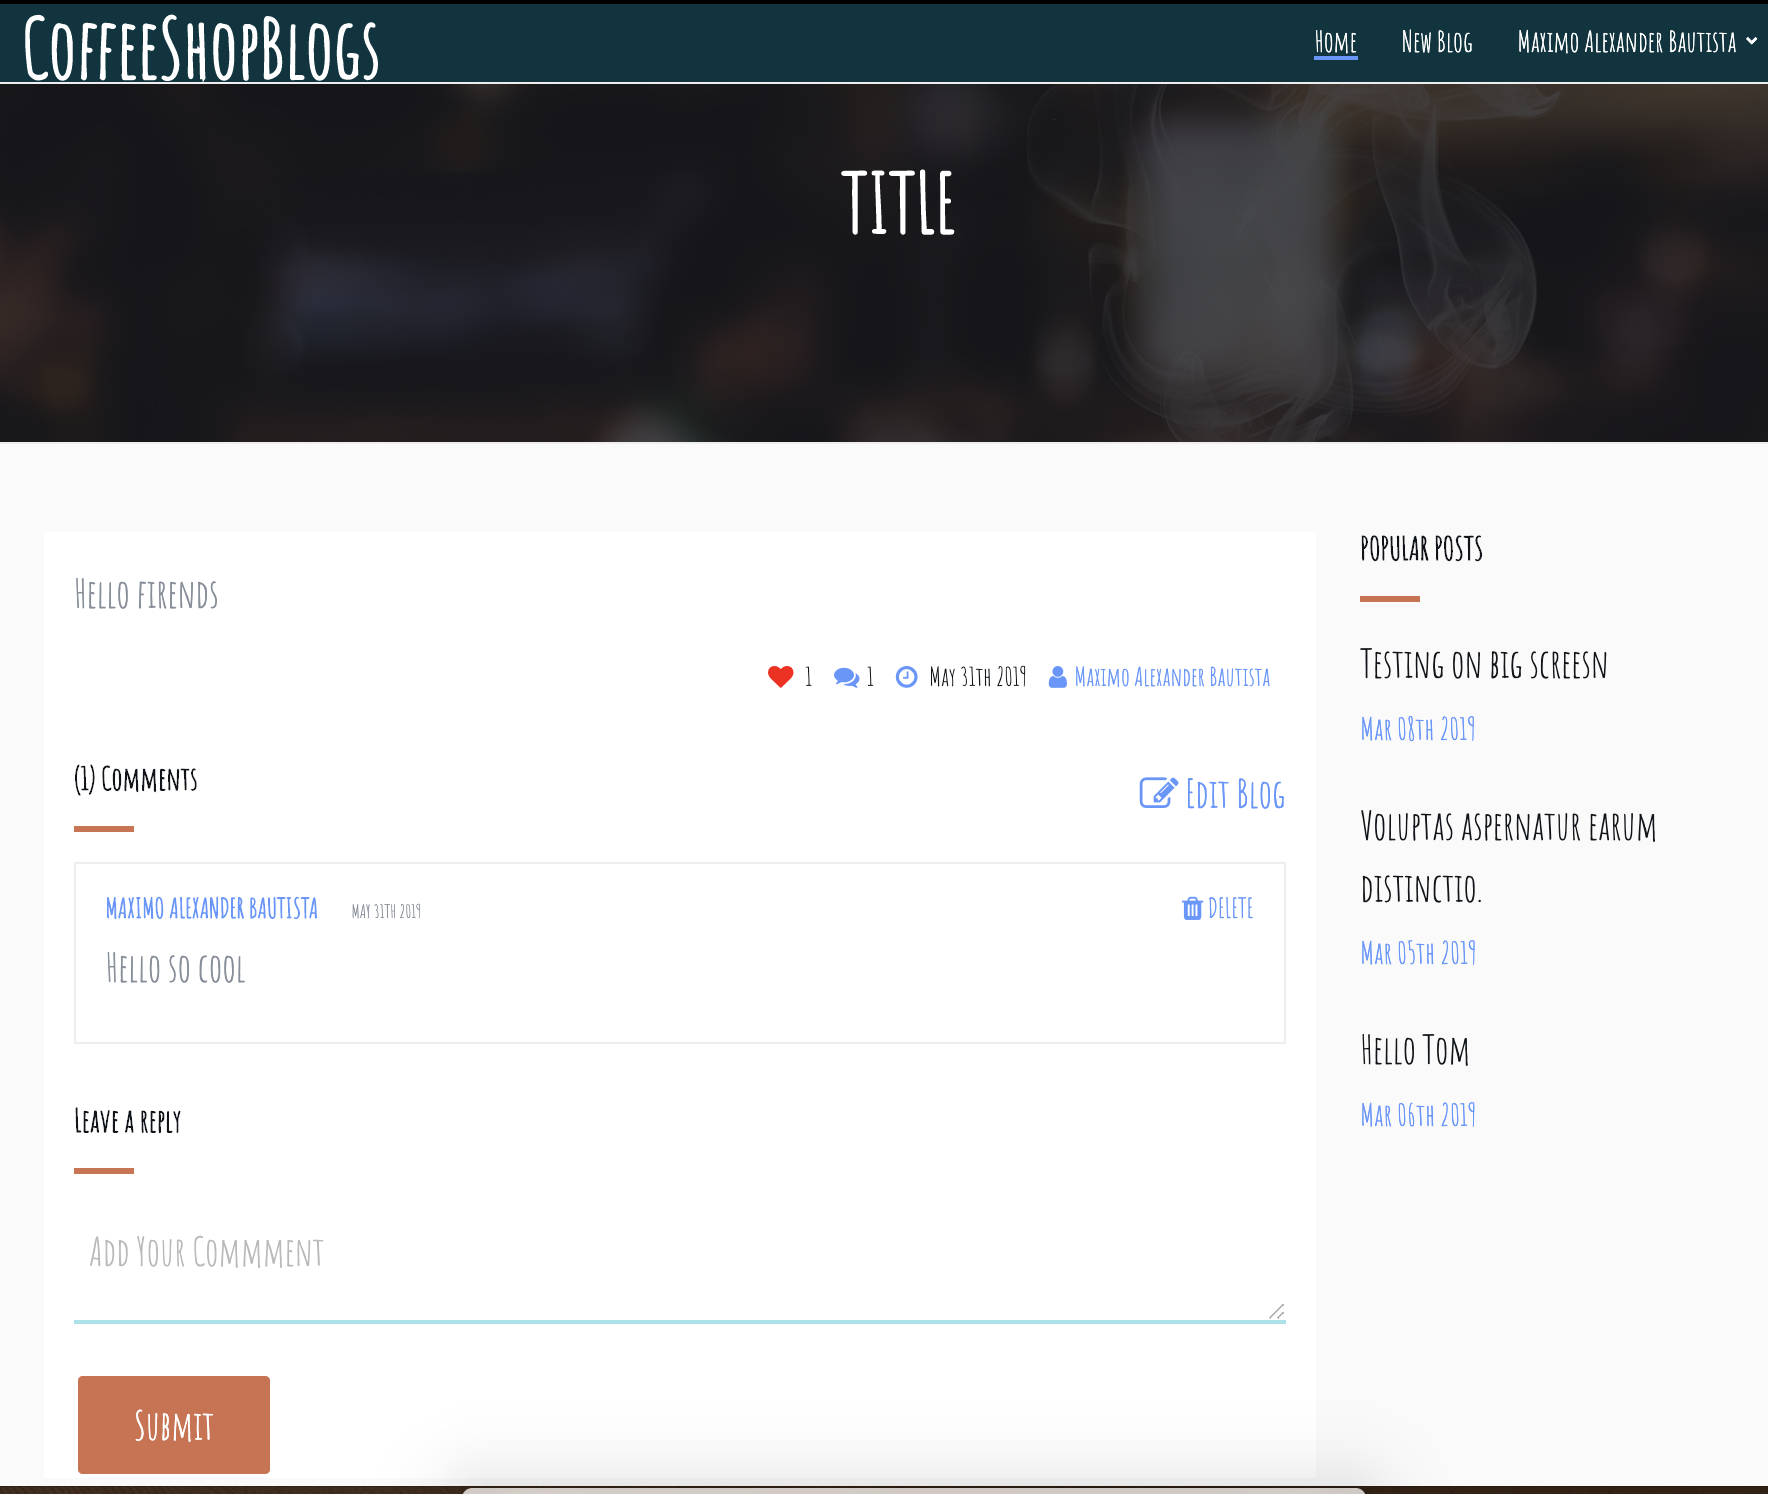 CoffeeShopBlogs
Home
New Blog
Maximo Alexander Bautista
TITLE
Hello firends
1
1
May 31th 2019
Maximo Alexander Bautista
(1) Comments
Edit Blog
MAXIMO ALEXANDER BAUTISTA
MAY 31TH 2019
DELETE
Hello so cool
Leave a reply
Add Your Commment
Submit
POPULAR POSTS
Testing on big screesn
Mar 08th 2019
Voluptas aspernatur earum
distinctio.
Mar 05th 2019
Hello Tom
Mar 06th 2019